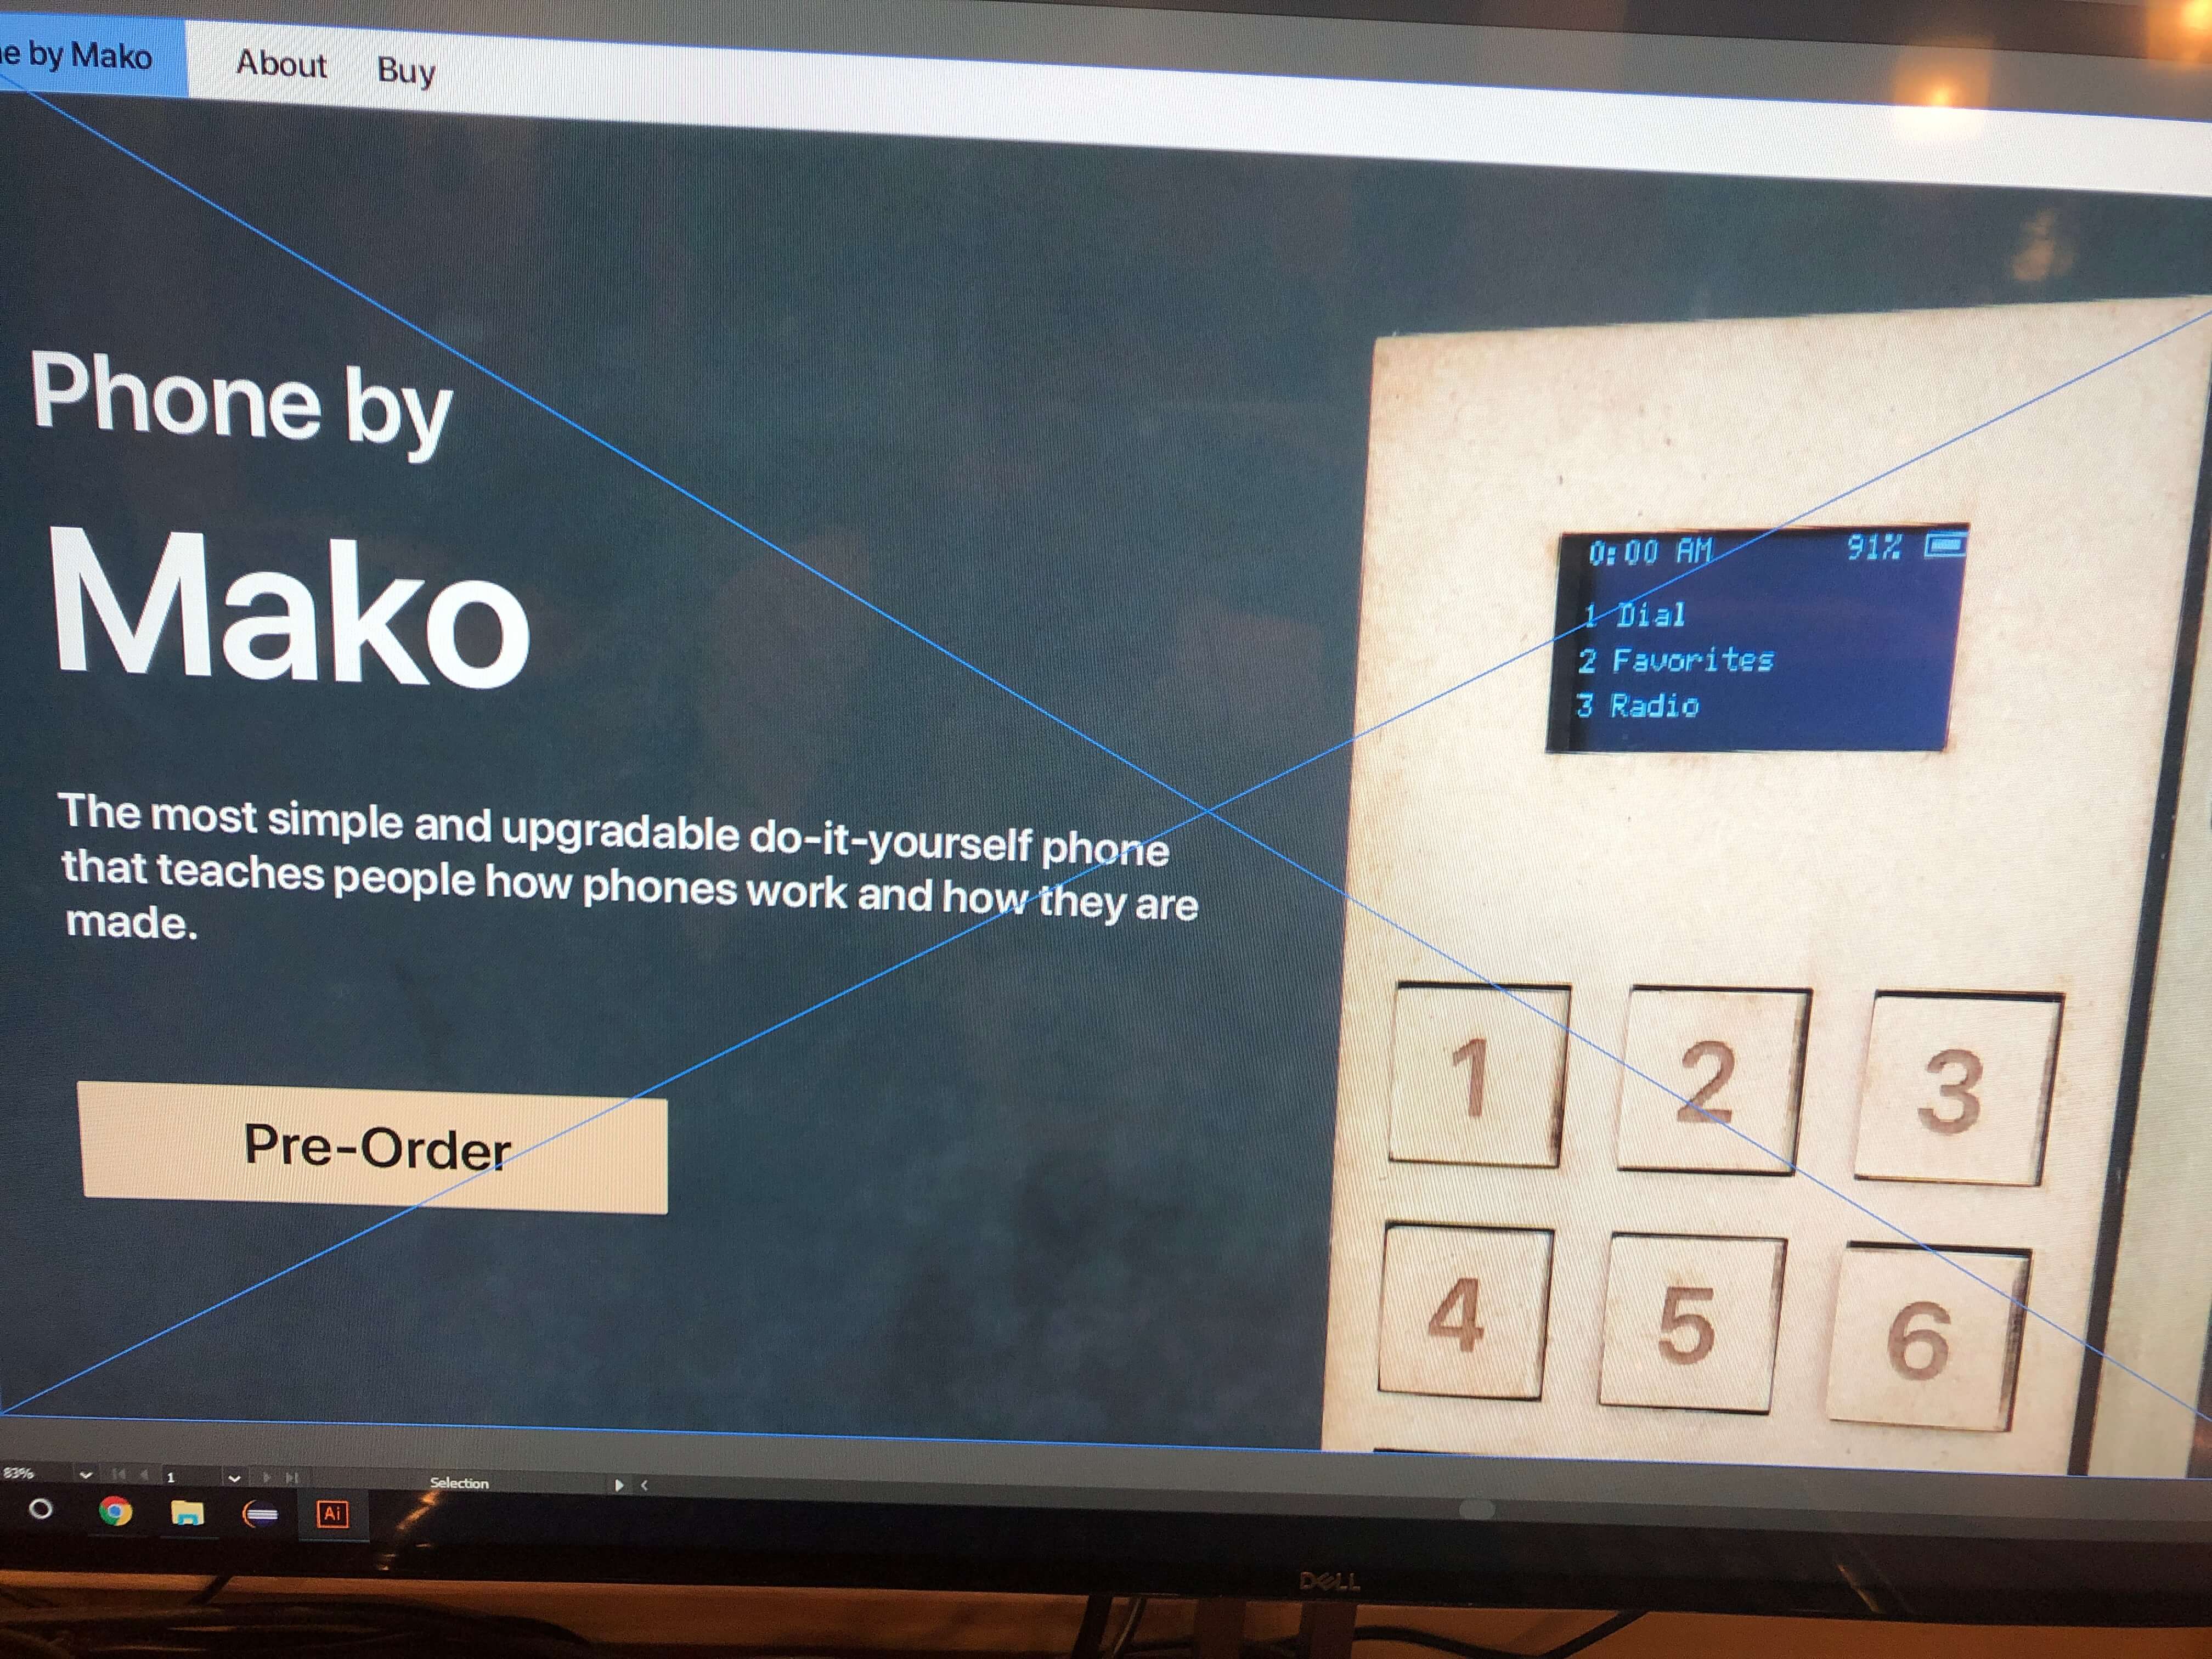 e by Mako About Buy
Phone by
Mako
The most simple and upgradable do-it-yourself phone
that teaches people how phones work and how they are
made.
Pre-Order
0:00 AM 91%
1 Dial
2 Favorites
3 Radio
1 2 3
4 5 6
83% 1 Selection
Ai
DELL